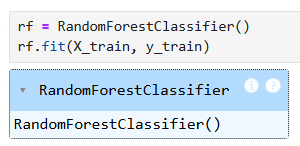 rf = RandomForestClassifier()
rf.fit(X_train, y_train)
▾ RandomForestClassifier i ?
RandomForestClassifier()